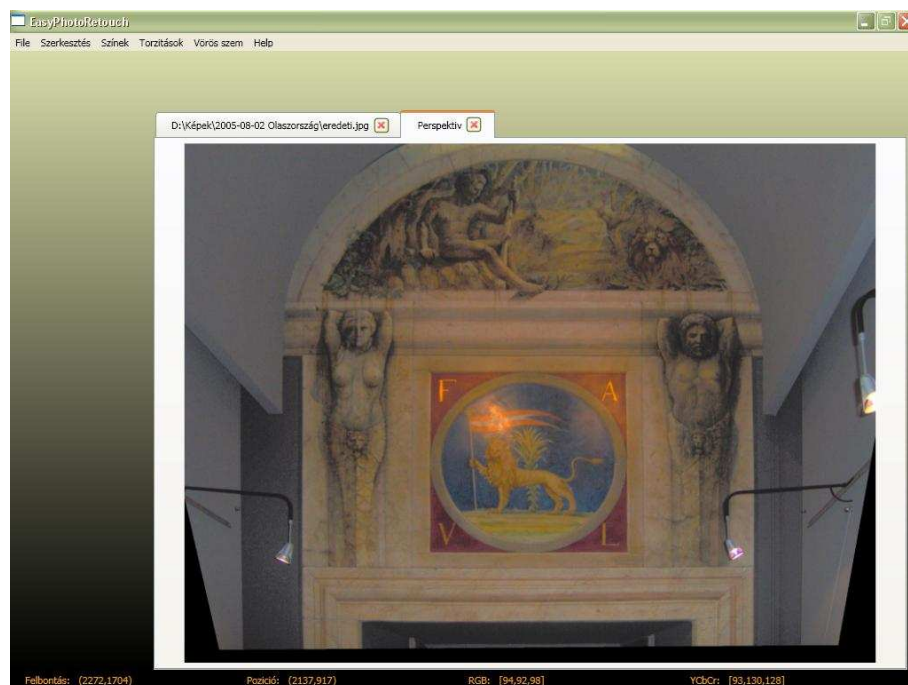 EasyPhotoRetouch
File Szerkesztés Színek Torzítások Vörös szem Help
D:\Képek\2005-08-02 Olaszország\eredeti.jpg Perspektiv
F A
V L
Felbontás: (2272,1704) Pozíció: (2137,917) RGB: [94,92,98] YCbCr: [93,130,128]